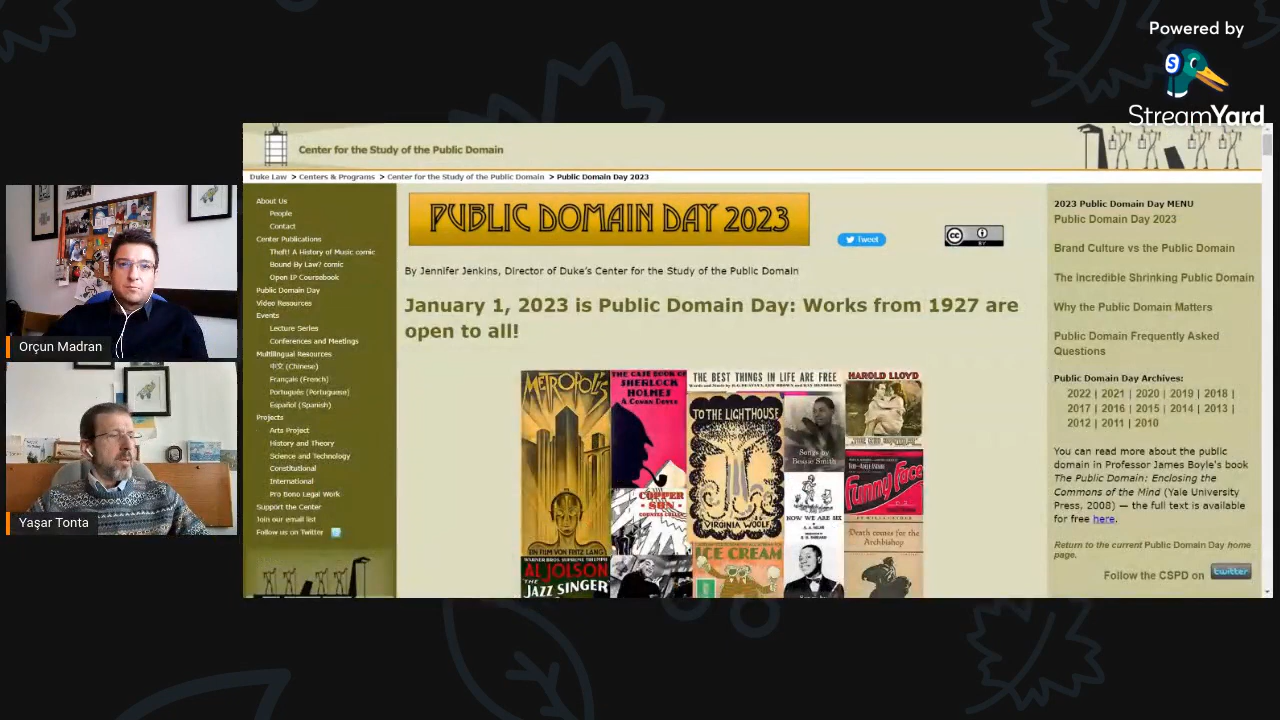 Powered by
StreamYard
Center for the Study of the Public Domain
Duke Law > Centers & Programs > Center for the Study of the Public Domain > Public Domain Day 2023
About Us
People
Contact
Center Publications
Theft! A History of Music comic
Bound By Law? comic
Open IP Coursebook
Public Domain Day
Video Resources
Events
Lecture Series
Conferences and Meetings
Multilingual Resources
中文 (Chinese)
Français (French)
Português (Portuguese)
Español (Spanish)
Projects
Arts Project
History and Theory
Science and Technology
Constitutional
International
Pro Bono Legal Work
Support the Center
Join our email list
Follow us on Twitter
PUBLIC DOMAIN DAY 2023
Tweet
CC
BY
By Jennifer Jenkins, Director of Duke's Center for the Study of the Public Domain
January 1, 2023 is Public Domain Day: Works from 1927 are
open to all!
METROPOLIS
EIN FILM VON FRITZ LANG
WARNER BROS. SUPREME TRIUMPH
AL JOLSON
THE
JAZZ SINGER
THE CASE BOOK OF
SHERLOCK
HOLMES
A. CONAN DOYLE
COPPER
SUN
COUNTEE CULLEN
THE BEST THINGS IN LIFE ARE FREE
TO THE LIGHTHOUSE
VIRGINIA WOOLF
ICE CREAM
Songs by
Bessie Smith
NOW WE ARE SIX
A. A. MILNE
HAROLD LLOYD
Funny Face
Death comes for the
Archbishop
2023 Public Domain Day MENU
Public Domain Day 2023
Brand Culture vs the Public Domain
The Incredible Shrinking Public Domain
Why the Public Domain Matters
Public Domain Frequently Asked
Questions
Public Domain Day Archives:
2022 | 2021 | 2020 | 2019 | 2018 |
2017 | 2016 | 2015 | 2014 | 2013 |
2012 | 2011 | 2010
You can read more about the public
domain in Professor James Boyle's book
The Public Domain: Enclosing the
Commons of the Mind (Yale University
Press, 2008) — the full text is available
for free here.
Return to the current Public Domain Day home
page.
Follow the CSPD on twitter
Orçun Madran
Yaşar Tonta